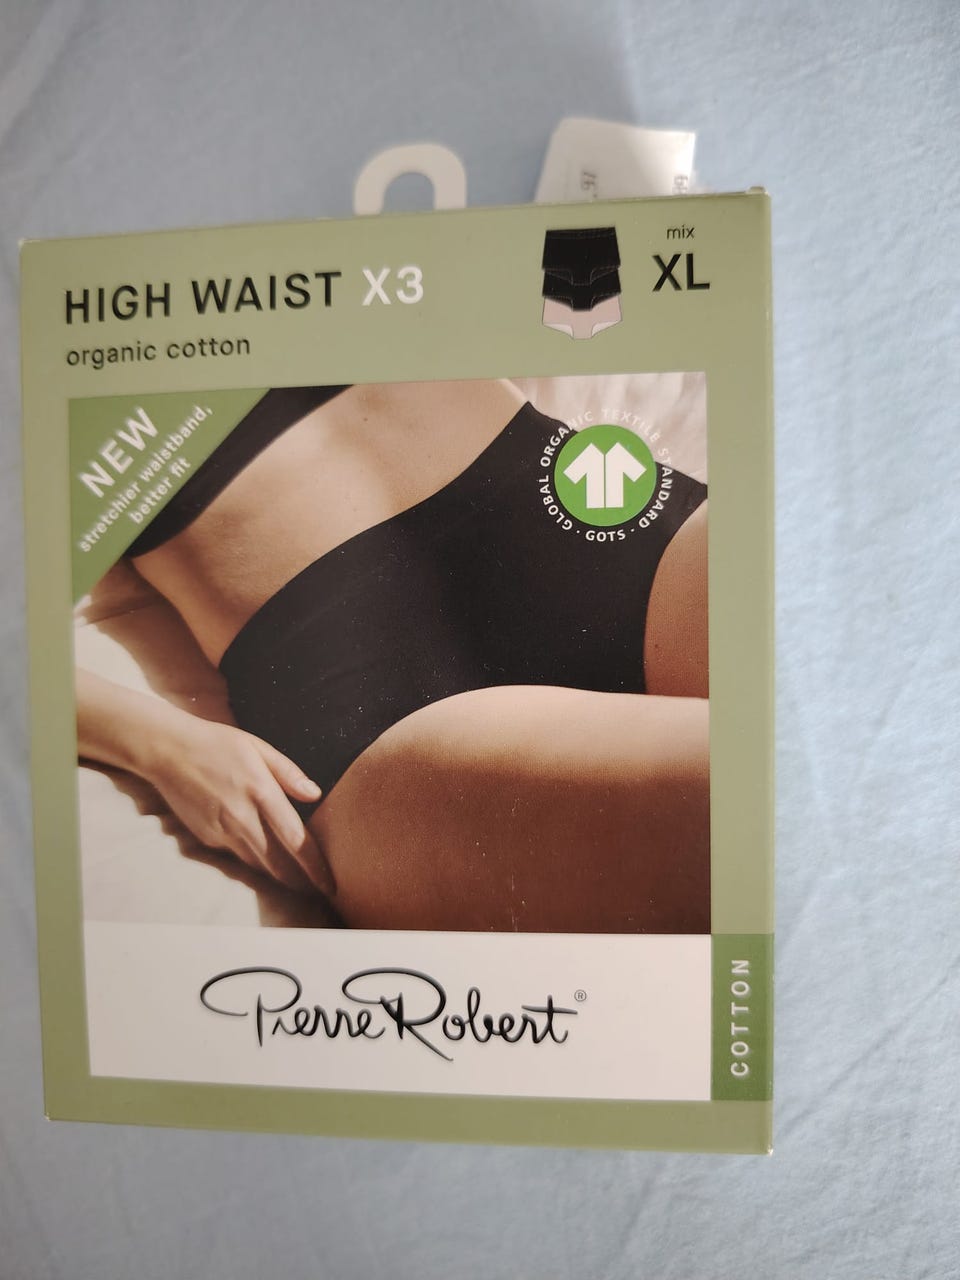 HIGH WAIST X3
organic cotton
mix
XL
NEW
stretchier waistband,
better fit
GLOBAL ORGANIC TEXTILE STANDARD · GOTS ·
Pierre Robert®
COTTON